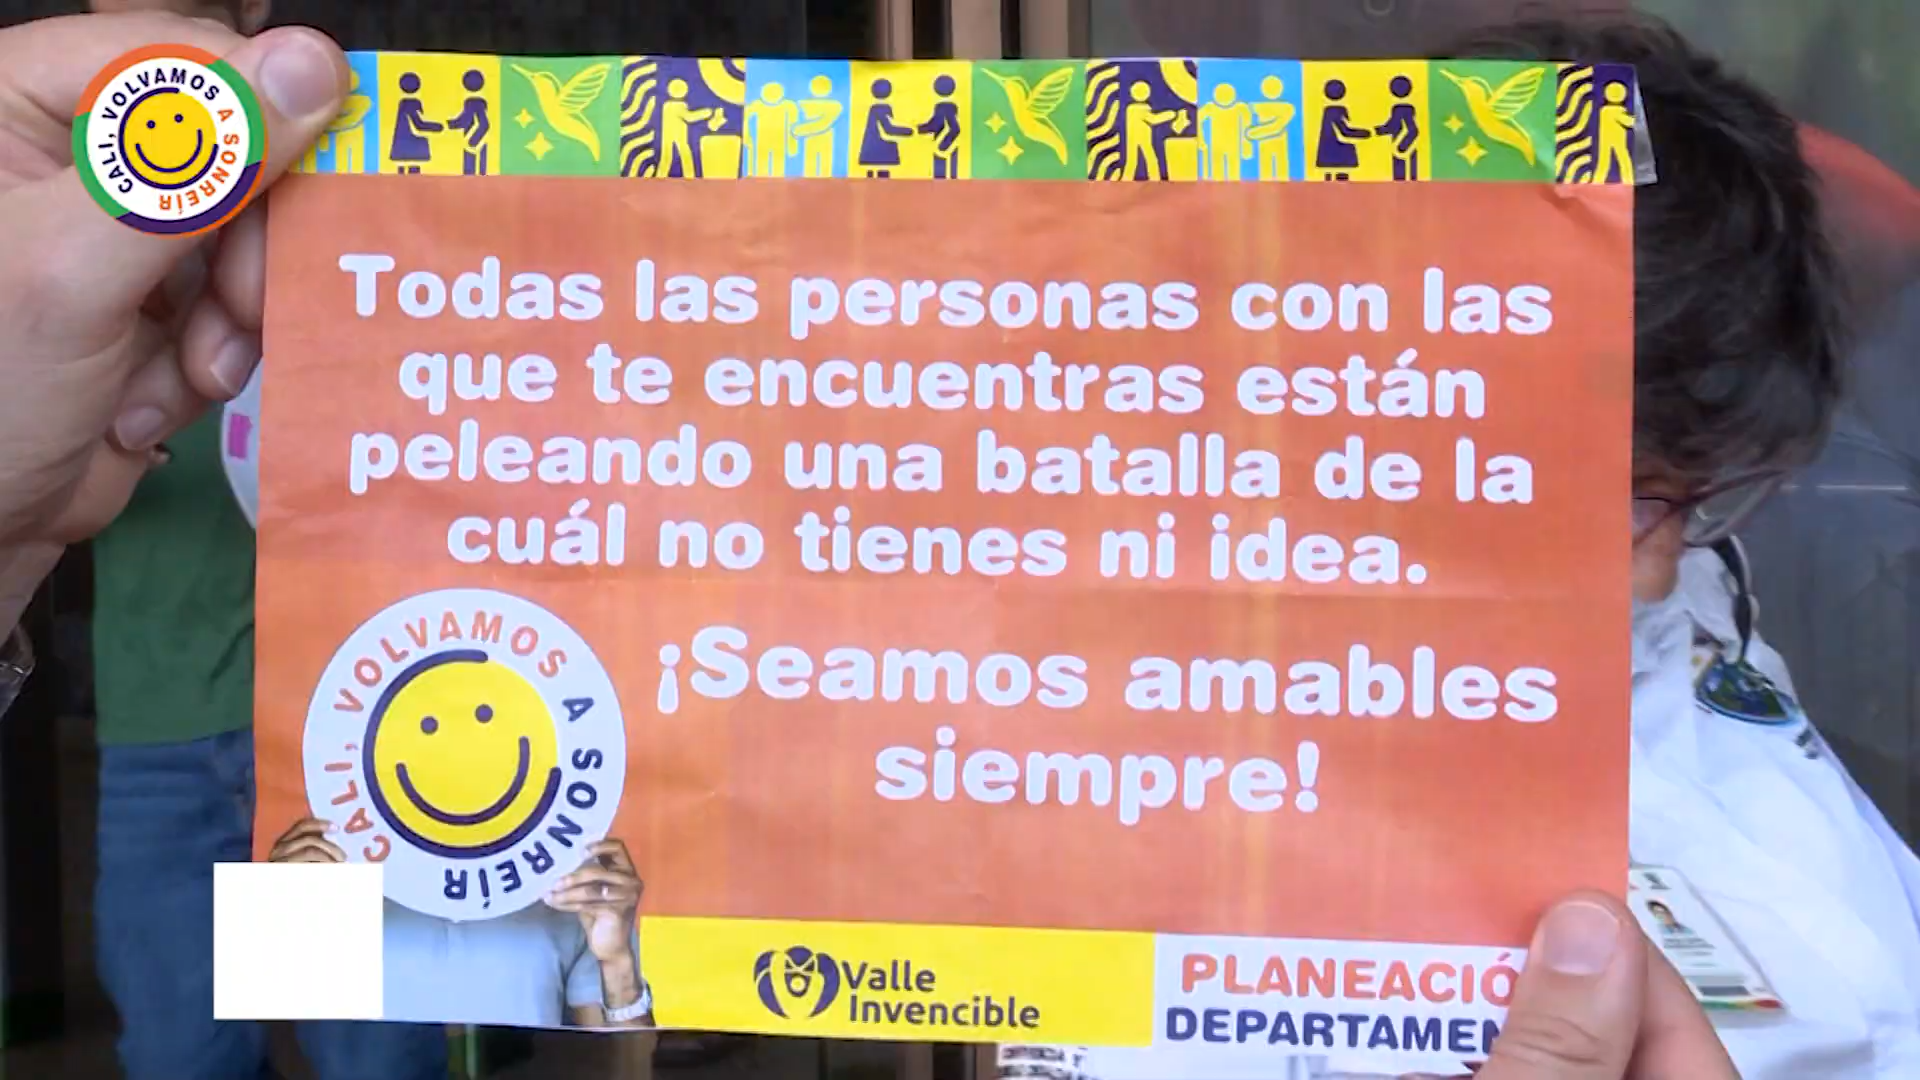 CALI, VOLVAMOS A SONREÍR
Todas las personas con las
que te encuentras están
peleando una batalla de la
cuál no tienes ni idea.
¡Seamos amables
siempre!
CALI, VOLVAMOS A SONREÍR
Valle
Invencible
PLANEACIÓ
DEPARTAMEN